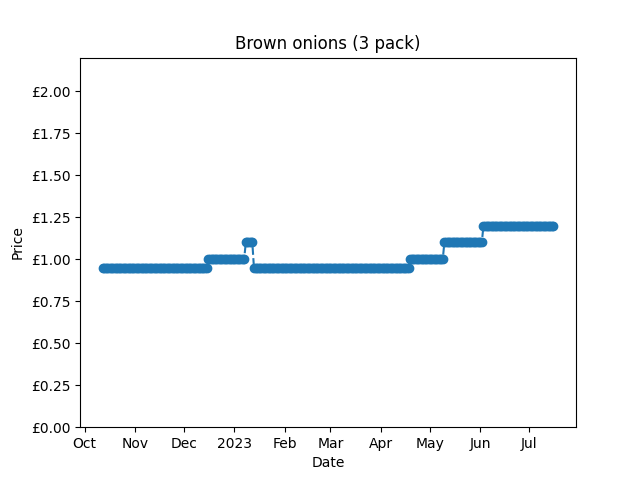 Brown onions (3 pack)
£2.00
£1.75
£1.50
£1.25
£1.00
£0.75
£0.50
£0.25
£0.00
Price
Oct Nov Dec 2023 Feb Mar Apr May Jun Jul
Date